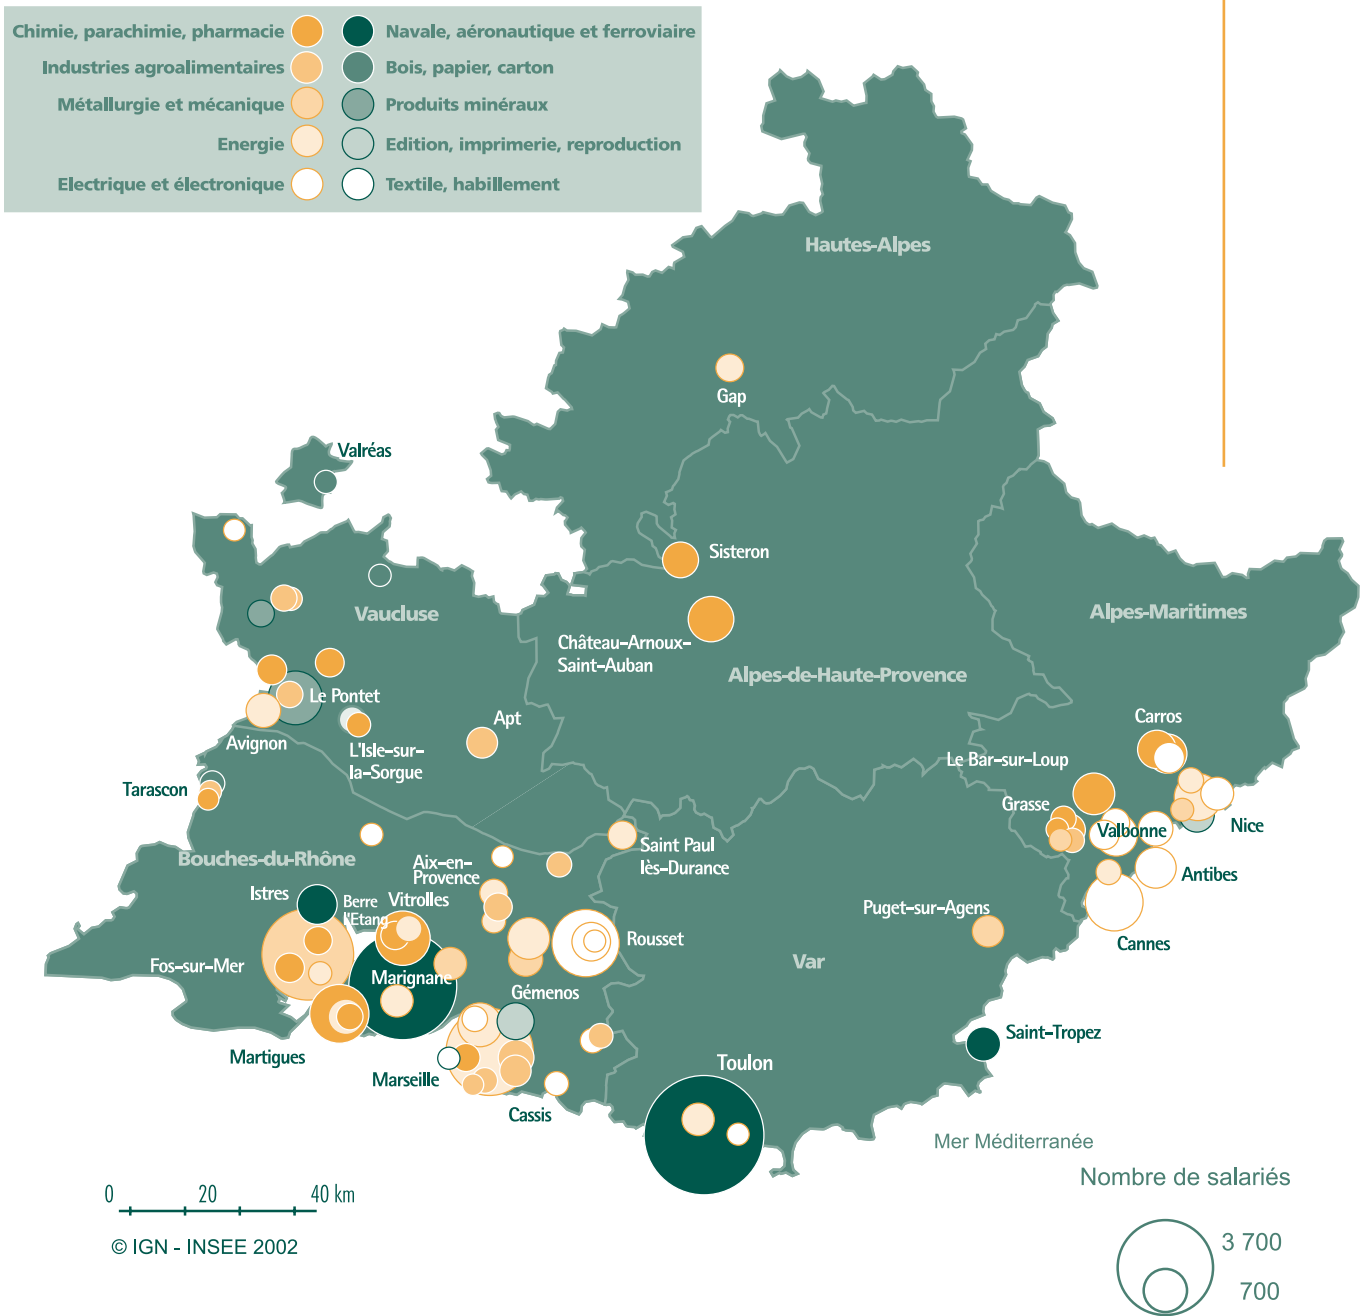 Chimie, parachimie, pharmacie
Navale, aéronautique et ferroviaire
Industries agroalimentaires
Bois, papier, carton
Métallurgie et mécanique
Produits minéraux
Energie
Edition, imprimerie, reproduction
Electrique et électronique
Textile, habillement
Hautes-Alpes
Gap
Valréas
Sisteron
Vaucluse
Alpes-Maritimes
Château-Arnoux-
Saint-Auban
Alpes-de-Haute-Provence
Le Pontet
Apt
Carros
Avignon
L'Isle-sur-
la-Sorgue
Le Bar-sur-Loup
Tarascon
Grasse
Valbonne
Nice
Saint Paul
lès-Durance
Bouches-du-Rhône
Aix-en-
Provence
Antibes
Istres
Berre
l'Etang
Vitrolles
Puget-sur-Agens
Rousset
Cannes
Fos-sur-Mer
Marignane
Var
Gémenos
Saint-Tropez
Martigues
Toulon
Marseille
Cassis
Mer Méditerranée
Nombre de salariés
0 20 40 km
3 700
© IGN - INSEE 2002
700